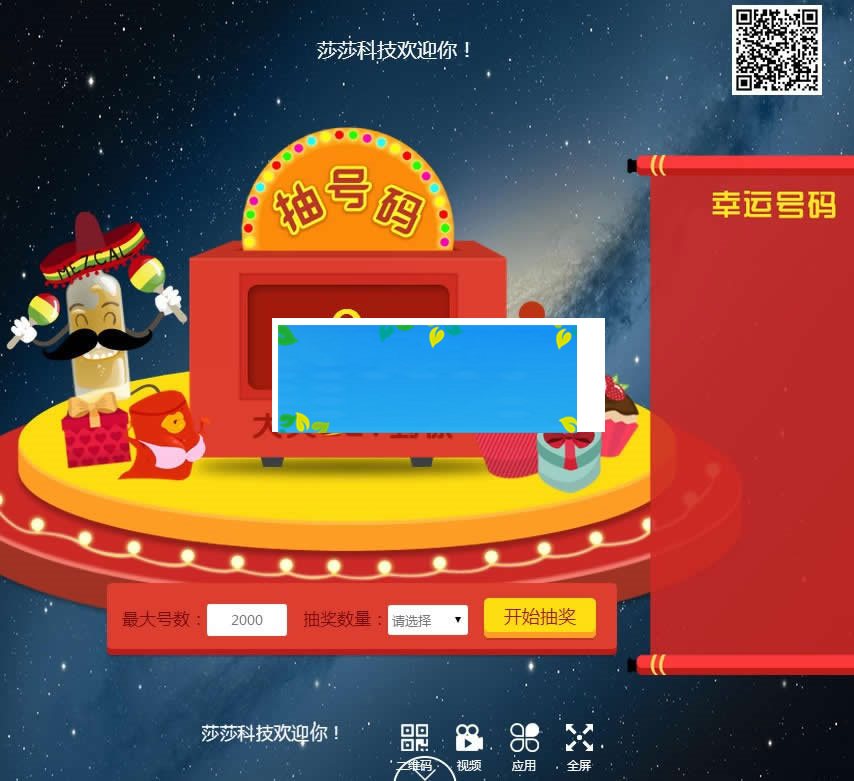 莎莎科技欢迎你！
抽号码
幸运号码
MEZCAL
最大号数： 2000 抽奖数量： 请选择 开始抽奖
莎莎科技欢迎你！
二维码 视频 应用 全屏